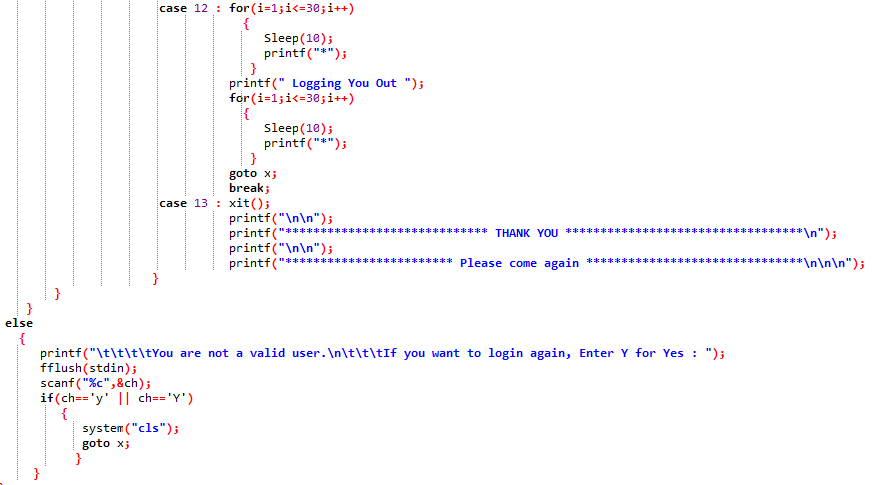 case 12 : for(i=1;i<=30;i++)
{
Sleep(10);
printf("*");
}
printf(" Logging You Out ");
for(i=1;i<=30;i++)
{
Sleep(10);
printf("*");
}
goto x;
break;
case 13 : xit();
printf("\n\n");
printf("***************************** THANK YOU **********************************\n");
printf("\n\n");
printf("************************ Please come again *******************************\n\n\n");
}
}
}
else
{
printf("\t\t\t\tYou are not a valid user.\n\t\t\tIf you want to login again, Enter Y for Yes : ");
fflush(stdin);
scanf("%c",&ch);
if(ch=='y' || ch=='Y')
{
system("cls");
goto x;
}
}